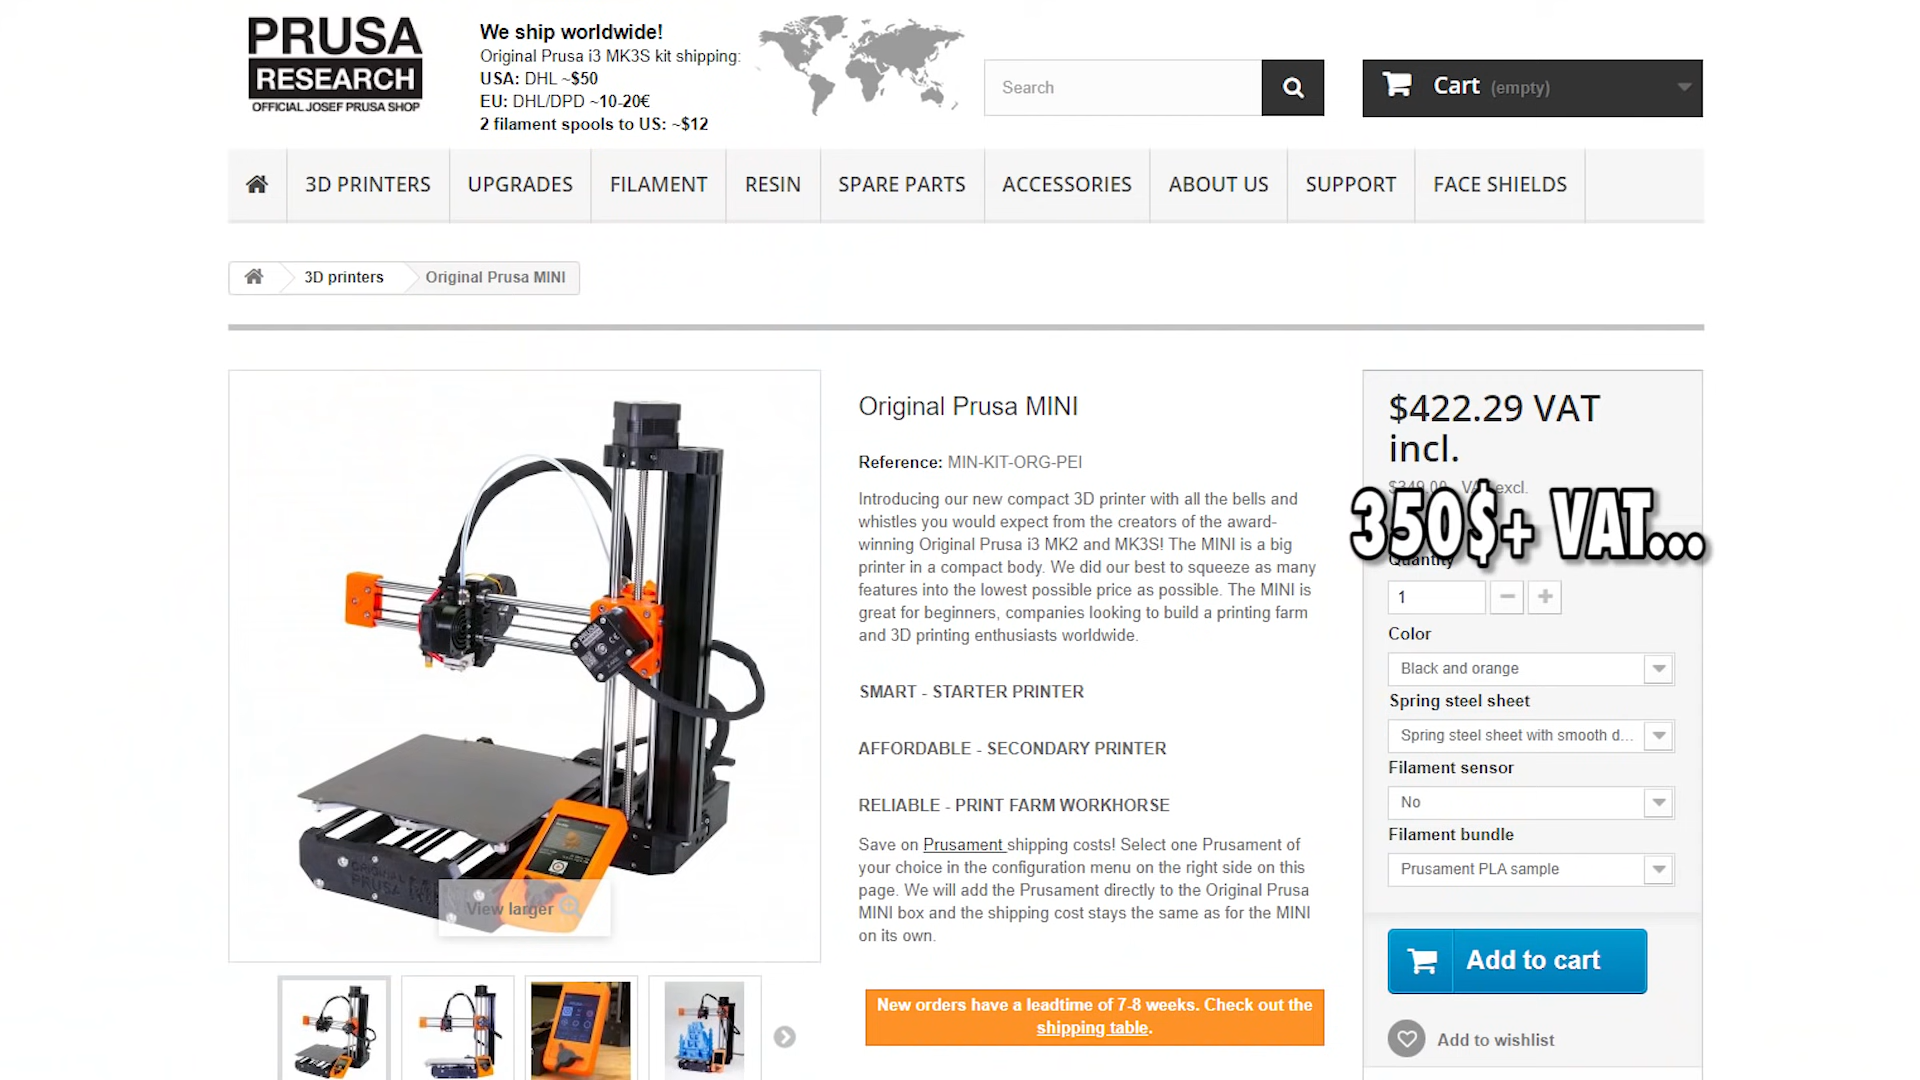 PRUSA
RESEARCH
OFFICIAL JOSEF PRUSA SHOP
We ship worldwide!
Original Prusa i3 MK3S kit shipping:
USA: DHL ~$50
EU: DHL/DPD ~10-20€
2 filament spools to US: ~$12
Search
Cart (empty)
3D PRINTERS
UPGRADES
FILAMENT
RESIN
SPARE PARTS
ACCESSORIES
ABOUT US
SUPPORT
FACE SHIELDS
3D printers
Original Prusa MINI
Original Prusa MINI
Reference: MIN-KIT-ORG-PEI
Introducing our new compact 3D printer with all the bells and
whistles you would expect from the creators of the award-
winning Original Prusa i3 MK2 and MK3S! The MINI is a big
printer in a compact body. We did our best to squeeze as many
features into the lowest possible price as possible. The MINI is
great for beginners, companies looking to build a printing farm
and 3D printing enthusiasts worldwide.
SMART - STARTER PRINTER
AFFORDABLE - SECONDARY PRINTER
RELIABLE - PRINT FARM WORKHORSE
Save on Prusament shipping costs! Select one Prusament of
your choice in the configuration menu on the right side on this
page. We will add the Prusament directly to the Original Prusa
MINI box and the shipping cost stays the same as for the MINI
on its own.
New orders have a leadtime of 7-8 weeks. Check out the
shipping table.
View larger
$422.29 VAT
incl.
$349.00 VAT excl.
350$+ VAT...
Quantity
1
Color
Black and orange
Spring steel sheet
Spring steel sheet with smooth d...
Filament sensor
No
Filament bundle
Prusament PLA sample
Add to cart
Add to wishlist